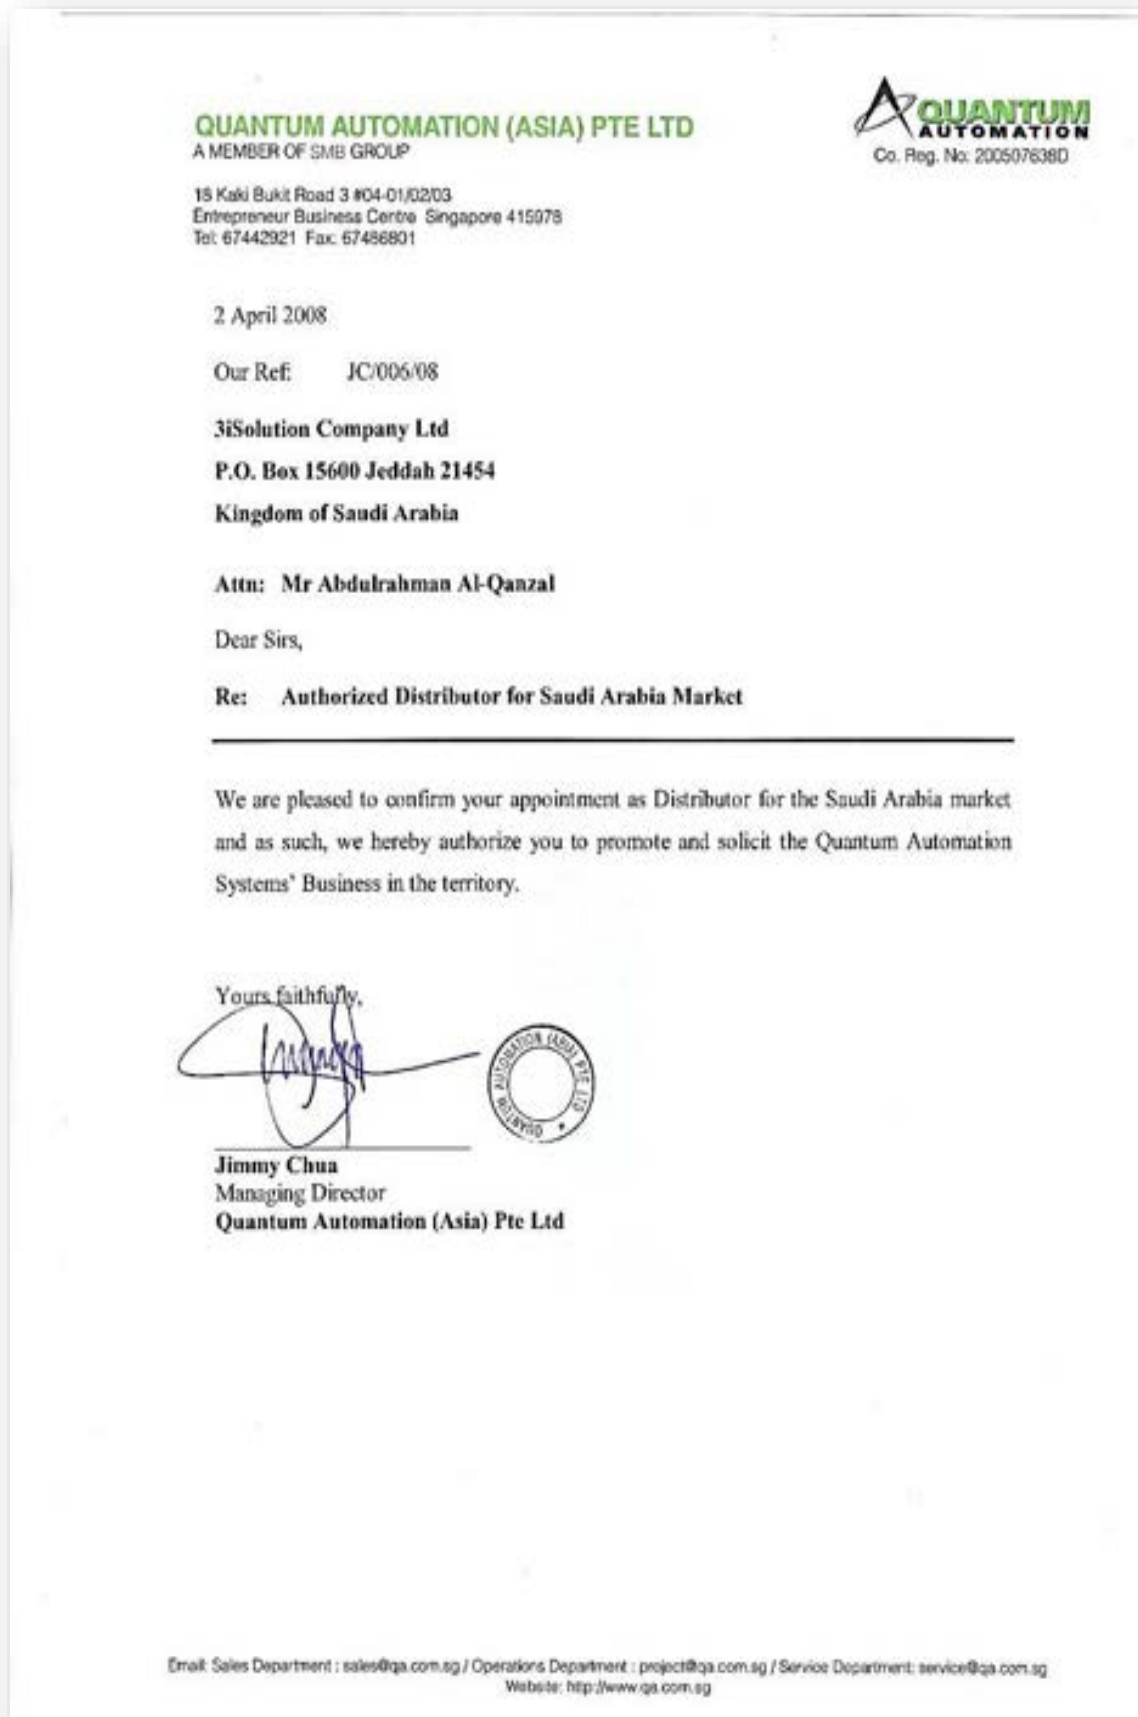 QUANTUM AUTOMATION (ASIA) PTE LTD
A MEMBER OF SMB GROUP
QUANTUM
AUTOMATION
Co. Reg. No: 200507638D
18 Kaki Bukit Road 3 #04-01/02/03
Entrepreneur Business Centre Singapore 415978
Tel: 67442921 Fax: 67486801
2 April 2008
Our Ref: JC/006/08
3iSolution Company Ltd
P.O. Box 15600 Jeddah 21454
Kingdom of Saudi Arabia
Attn: Mr Abdulrahman Al-Qanzal
Dear Sirs,
Re: Authorized Distributor for Saudi Arabia Market
We are pleased to confirm your appointment as Distributor for the Saudi Arabia market
and as such, we hereby authorize you to promote and solicit the Quantum Automation
Systems' Business in the territory.
Yours faithfully,
QUANTUM AUTOMATION (ASIA) PTE LTD *
Jimmy Chua
Managing Director
Quantum Automation (Asia) Pte Ltd
Email: Sales Department : sales@qa.com.sg / Operations Department : project@qa.com.sg / Service Department: service@qa.com.sg
Website: http://www.qa.com.sg